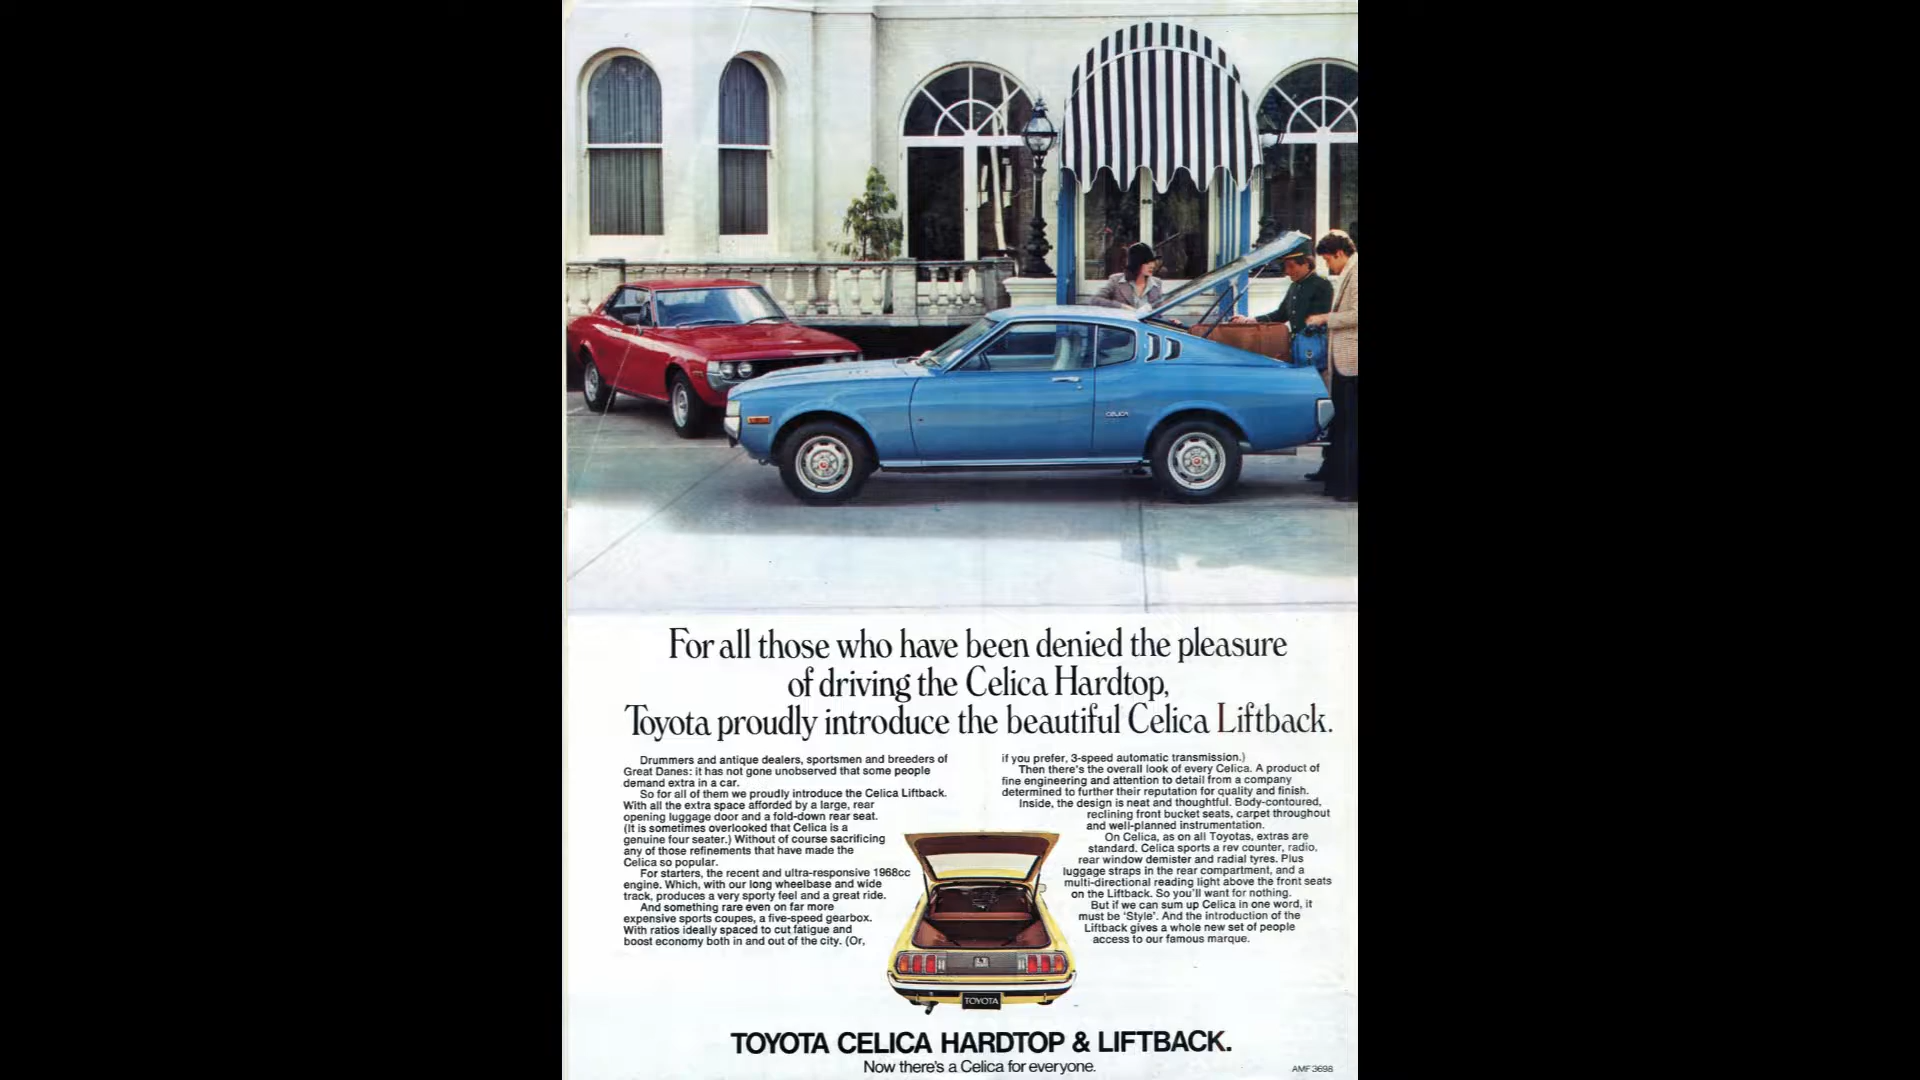 CELICA
For all those who have been denied the pleasure
of driving the Celica Hardtop,
Toyota proudly introduce the beautiful Celica Liftback.
Drummers and antique dealers, sportsmen and breeders of
Great Danes: it has not gone unobserved that some people
demand extra in a car.
So for all of them we proudly introduce the Celica Liftback.
With all the extra space afforded by a large, rear
opening luggage door and a fold-down rear seat.
(It is sometimes overlooked that Celica is a
genuine four seater.) Without of course sacrificing
any of those refinements that have made the
Celica so popular.
For starters, the recent and ultra-responsive 1968cc
engine. Which, with our long wheelbase and wide
track, produces a very sporty feel and a great ride.
And something rare even on far more
expensive sports coupes, a five-speed gearbox.
With ratios ideally spaced to cut fatigue and
boost economy both in and out of the city. (Or,
if you prefer, 3-speed automatic transmission.)
Then there's the overall look of every Celica. A product of
fine engineering and attention to detail from a company
determined to further their reputation for quality and finish.
Inside, the design is neat and thoughtful. Body-contoured,
reclining front bucket seats, carpet throughout
and well-planned instrumentation.
On Celica, as on all Toyotas, extras are
standard. Celica sports a rev counter, radio,
rear window demister and radial tyres. Plus
luggage straps in the rear compartment, and a
multi-directional reading light above the front seats
on the Liftback. So you'll want for nothing.
But if we can sum up Celica in one word, it
must be 'Style'. And the introduction of the
Liftback gives a whole new set of people
access to our famous marque.
TOYOTA
TOYOTA CELICA HARDTOP & LIFTBACK.
Now there's a Celica for everyone.
AMF 3698